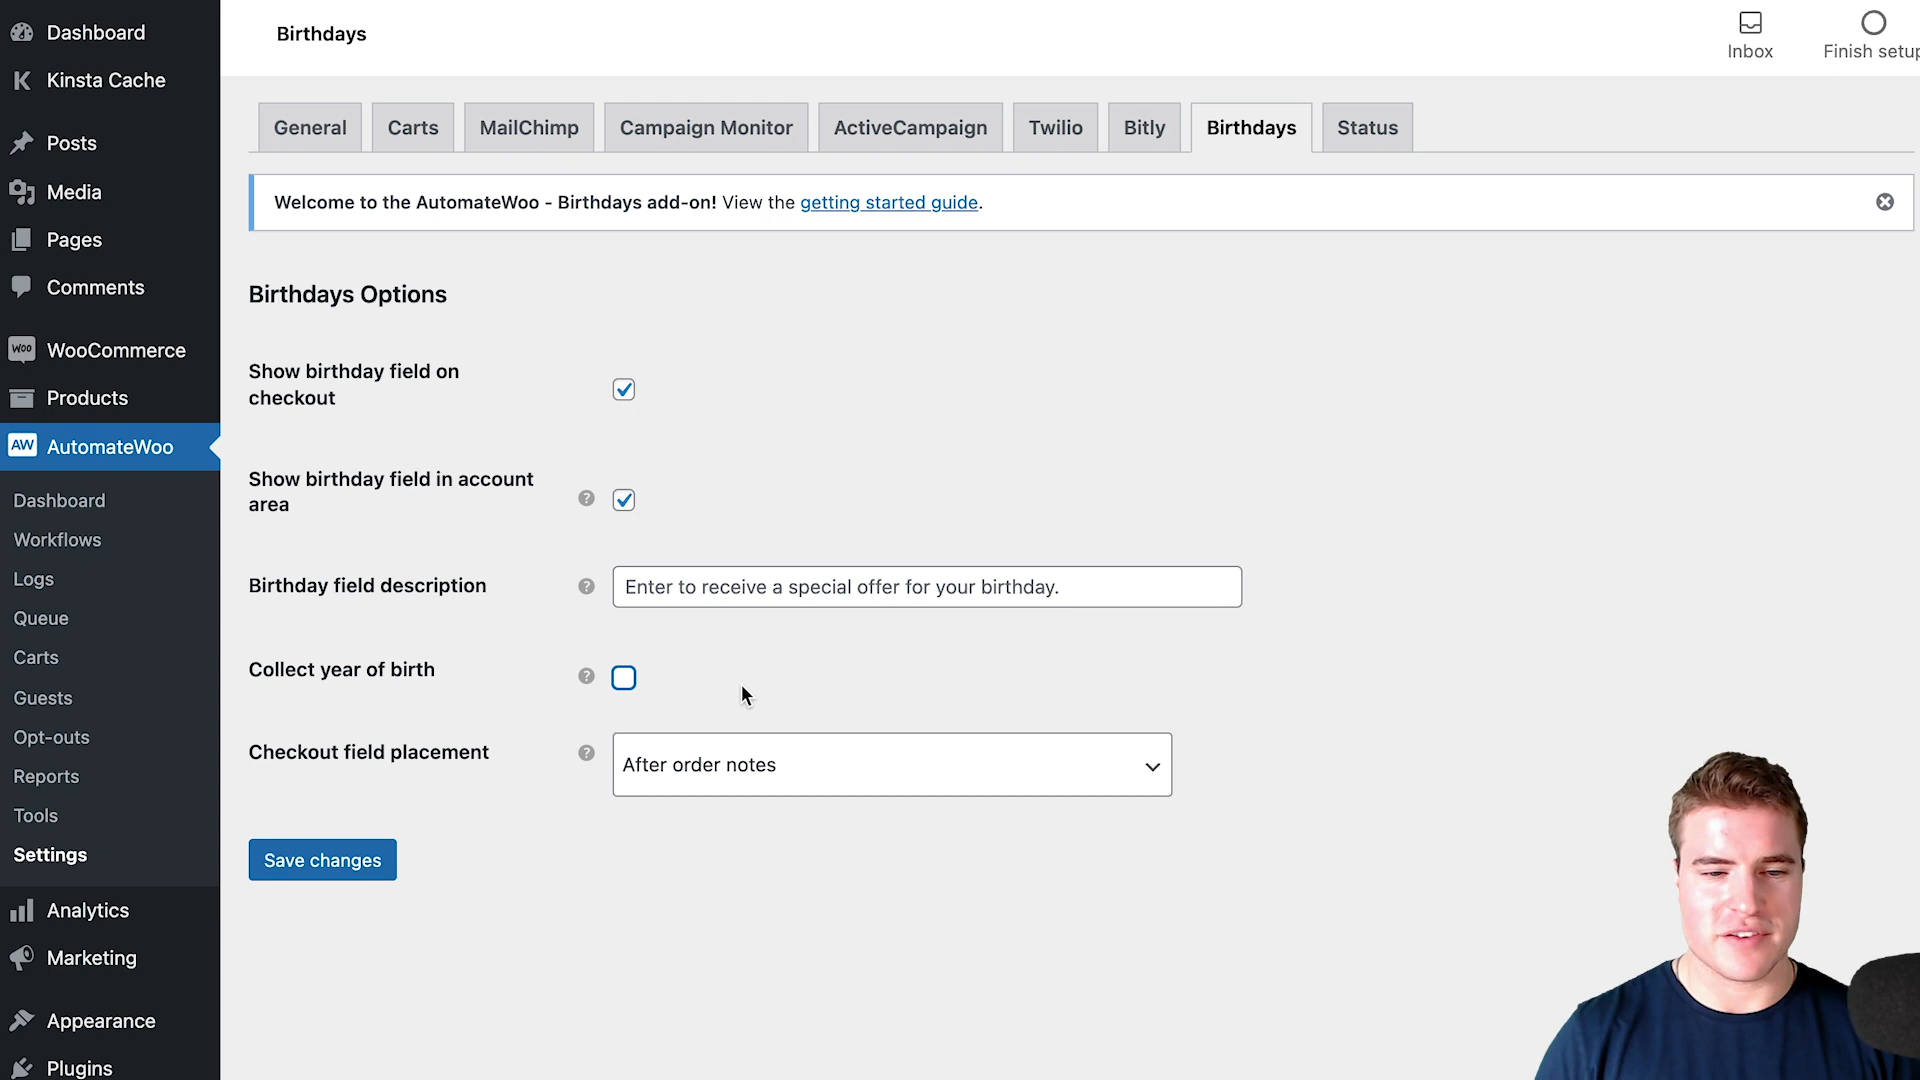 Dashboard
Kinsta Cache
Posts
Media
Pages
Comments
WOO WooCommerce
Products
AW AutomateWoo
Dashboard
Workflows
Logs
Queue
Carts
Guests
Opt-outs
Reports
Tools
Settings
Analytics
Marketing
Appearance
Plugins
Birthdays
Inbox
Finish setup
General
Carts
MailChimp
Campaign Monitor
ActiveCampaign
Twilio
Bitly
Birthdays
Status
Welcome to the AutomateWoo - Birthdays add-on! View the getting started guide.
Birthdays Options
Show birthday field on
checkout
Show birthday field in account
area
Birthday field description
Enter to receive a special offer for your birthday.
Collect year of birth
Checkout field placement
After order notes
Save changes